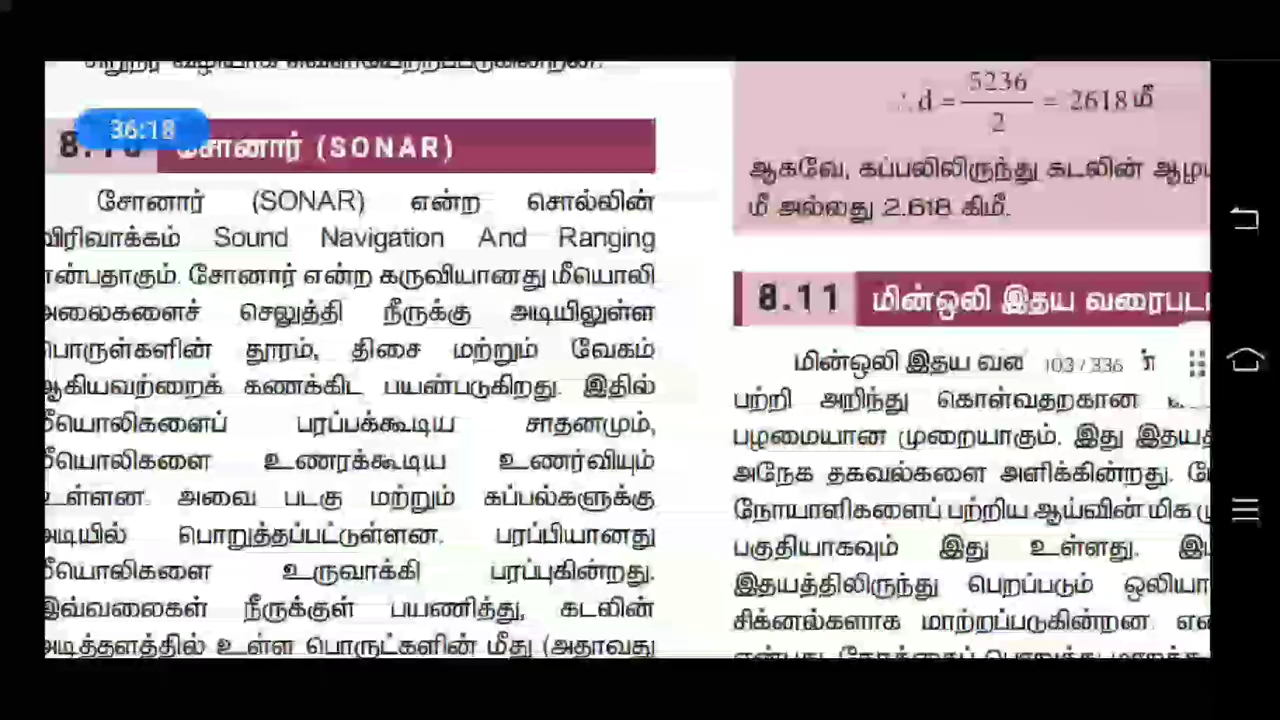 36:18
சோனார் (SONAR)
சோனார் (SONAR) என்ற சொல்லின்
விரிவாக்கம் Sound Navigation And Ranging
என்பதாகும். சோனார் என்ற கருவியானது மீயொலி
அலைகளைச் செலுத்தி நீருக்கு அடியிலுள்ள
பொருள்களின் தூரம், திசை மற்றும் வேகம்
ஆகியவற்றைக் கணக்கிட பயன்படுகிறது. இதில்
மீயொலிகளைப் பரப்பக்கூடிய சாதனமும்,
மீயொலிகளை உணரக்கூடிய உணர்வியும்
உள்ளன. அவை படகு மற்றும் கப்பல்களுக்கு
அடியில் பொறுத்தப்பட்டுள்ளன. பரப்பியானது
மீயொலிகளை உருவாக்கி பரப்புகின்றது.
இவ்வலைகள் நீருக்குள் பயணித்து, கடலின்
அடித்தளத்தில் உள்ள பொருட்களின் மீது (அதாவது
∴ d = 5236 / 2 = 2618 மீ
ஆகவே, கப்பலிலிருந்து கடலின்
மீ அல்லது 2.618 கிமீ.
8.11 மின்ஒலி இதய
மின்ஒலி இதய
103 / 336
பற்றி அறிந்து கொள்வதற்கான
பழமையான முறையாகும். இது
அநேக தகவல்களை அளிக்கின்றது.
நோயாளிகளைப் பற்றிய ஆய்வின் மிக
பகுதியாகவும் இது உள்ளது.
இதயத்திலிருந்து பெறப்படும்
சிக்னல்களாக மாற்றப்படுகின்றன.